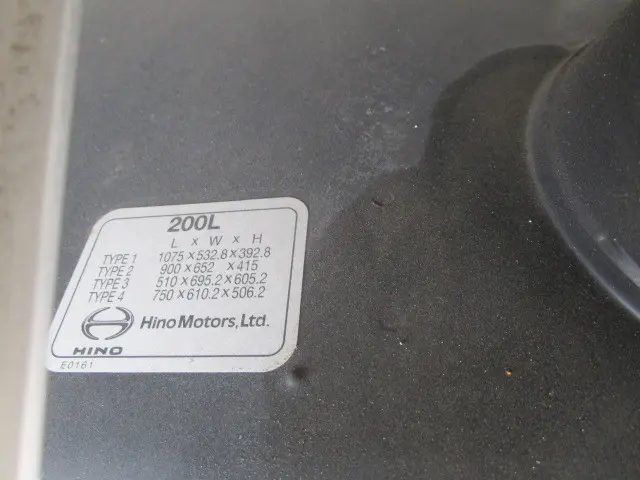 200L
L × W × H
TYPE 1 1075×532.8×392.8
TYPE 2 900×652 ×415
TYPE 3 510×695.2×605.2
TYPE 4 750×610.2×506.2
HINO Hino Motors, Ltd.
E0161